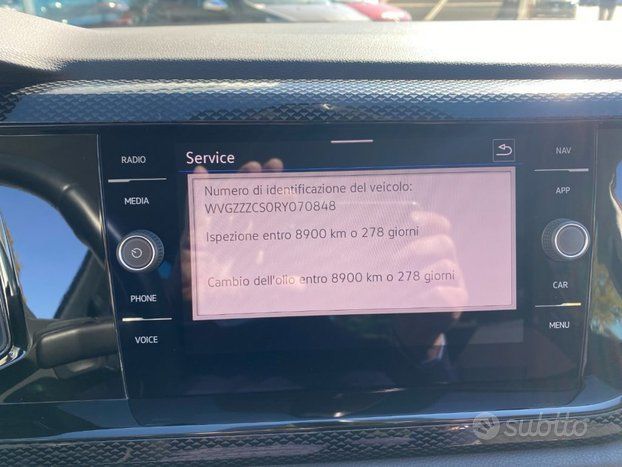 RADIO
MEDIA
PHONE
VOICE
Service
Numero di identificazione del veicolo:
WVGZZZCS0RY070848
Ispezione entro 8900 km o 278 giorni
Cambio dell'olio entro 8900 km o 278 giorni
NAV
APP
CAR
MENU
subito